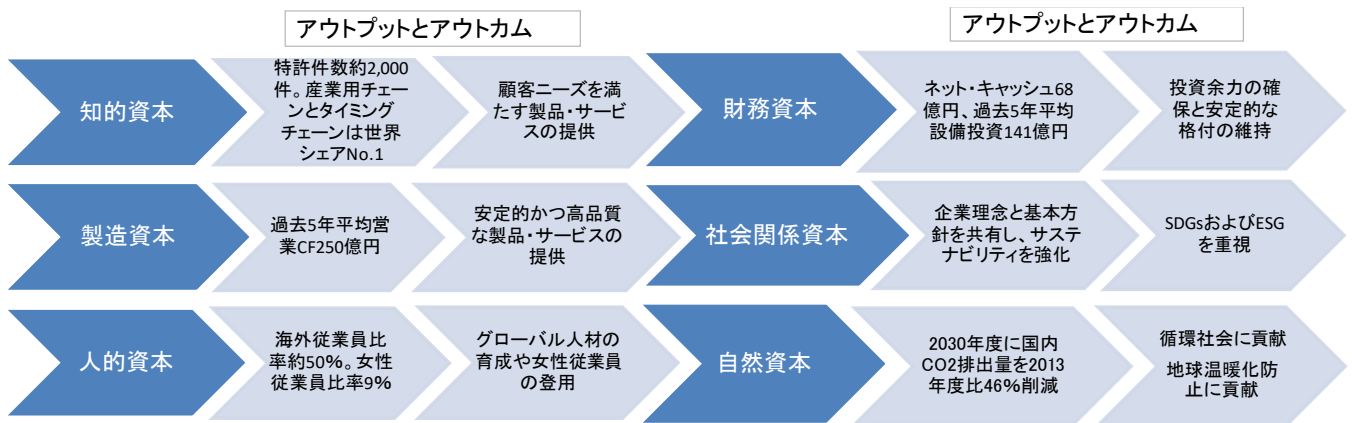 アウトプットとアウトカム
アウトプットとアウトカム
知的資本
特許件数約2,000
件。産業用チェー
ンとタイミング
チェーンは世界
シェアNo.1
顧客ニーズを満
たす製品・サービ
スの提供
財務資本
ネット・キャッシュ68
億円、過去5年平均
設備投資141億円
投資余力の確
保と安定的な
格付の維持
製造資本
過去5年平均営
業CF250億円
安定的かつ高品質
な製品・サービスの
提供
社会関係資本
企業理念と基本方
針を共有し、サステ
ナビリティを強化
SDGsおよびESG
を重視
人的資本
海外従業員比
率約50%。女性
従業員比率9%
グローバル人材の
育成や女性従業員
の登用
自然資本
2030年度に国内
CO2排出量を2013
年度比46%削減
循環社会に貢献
地球温暖化防
止に貢献